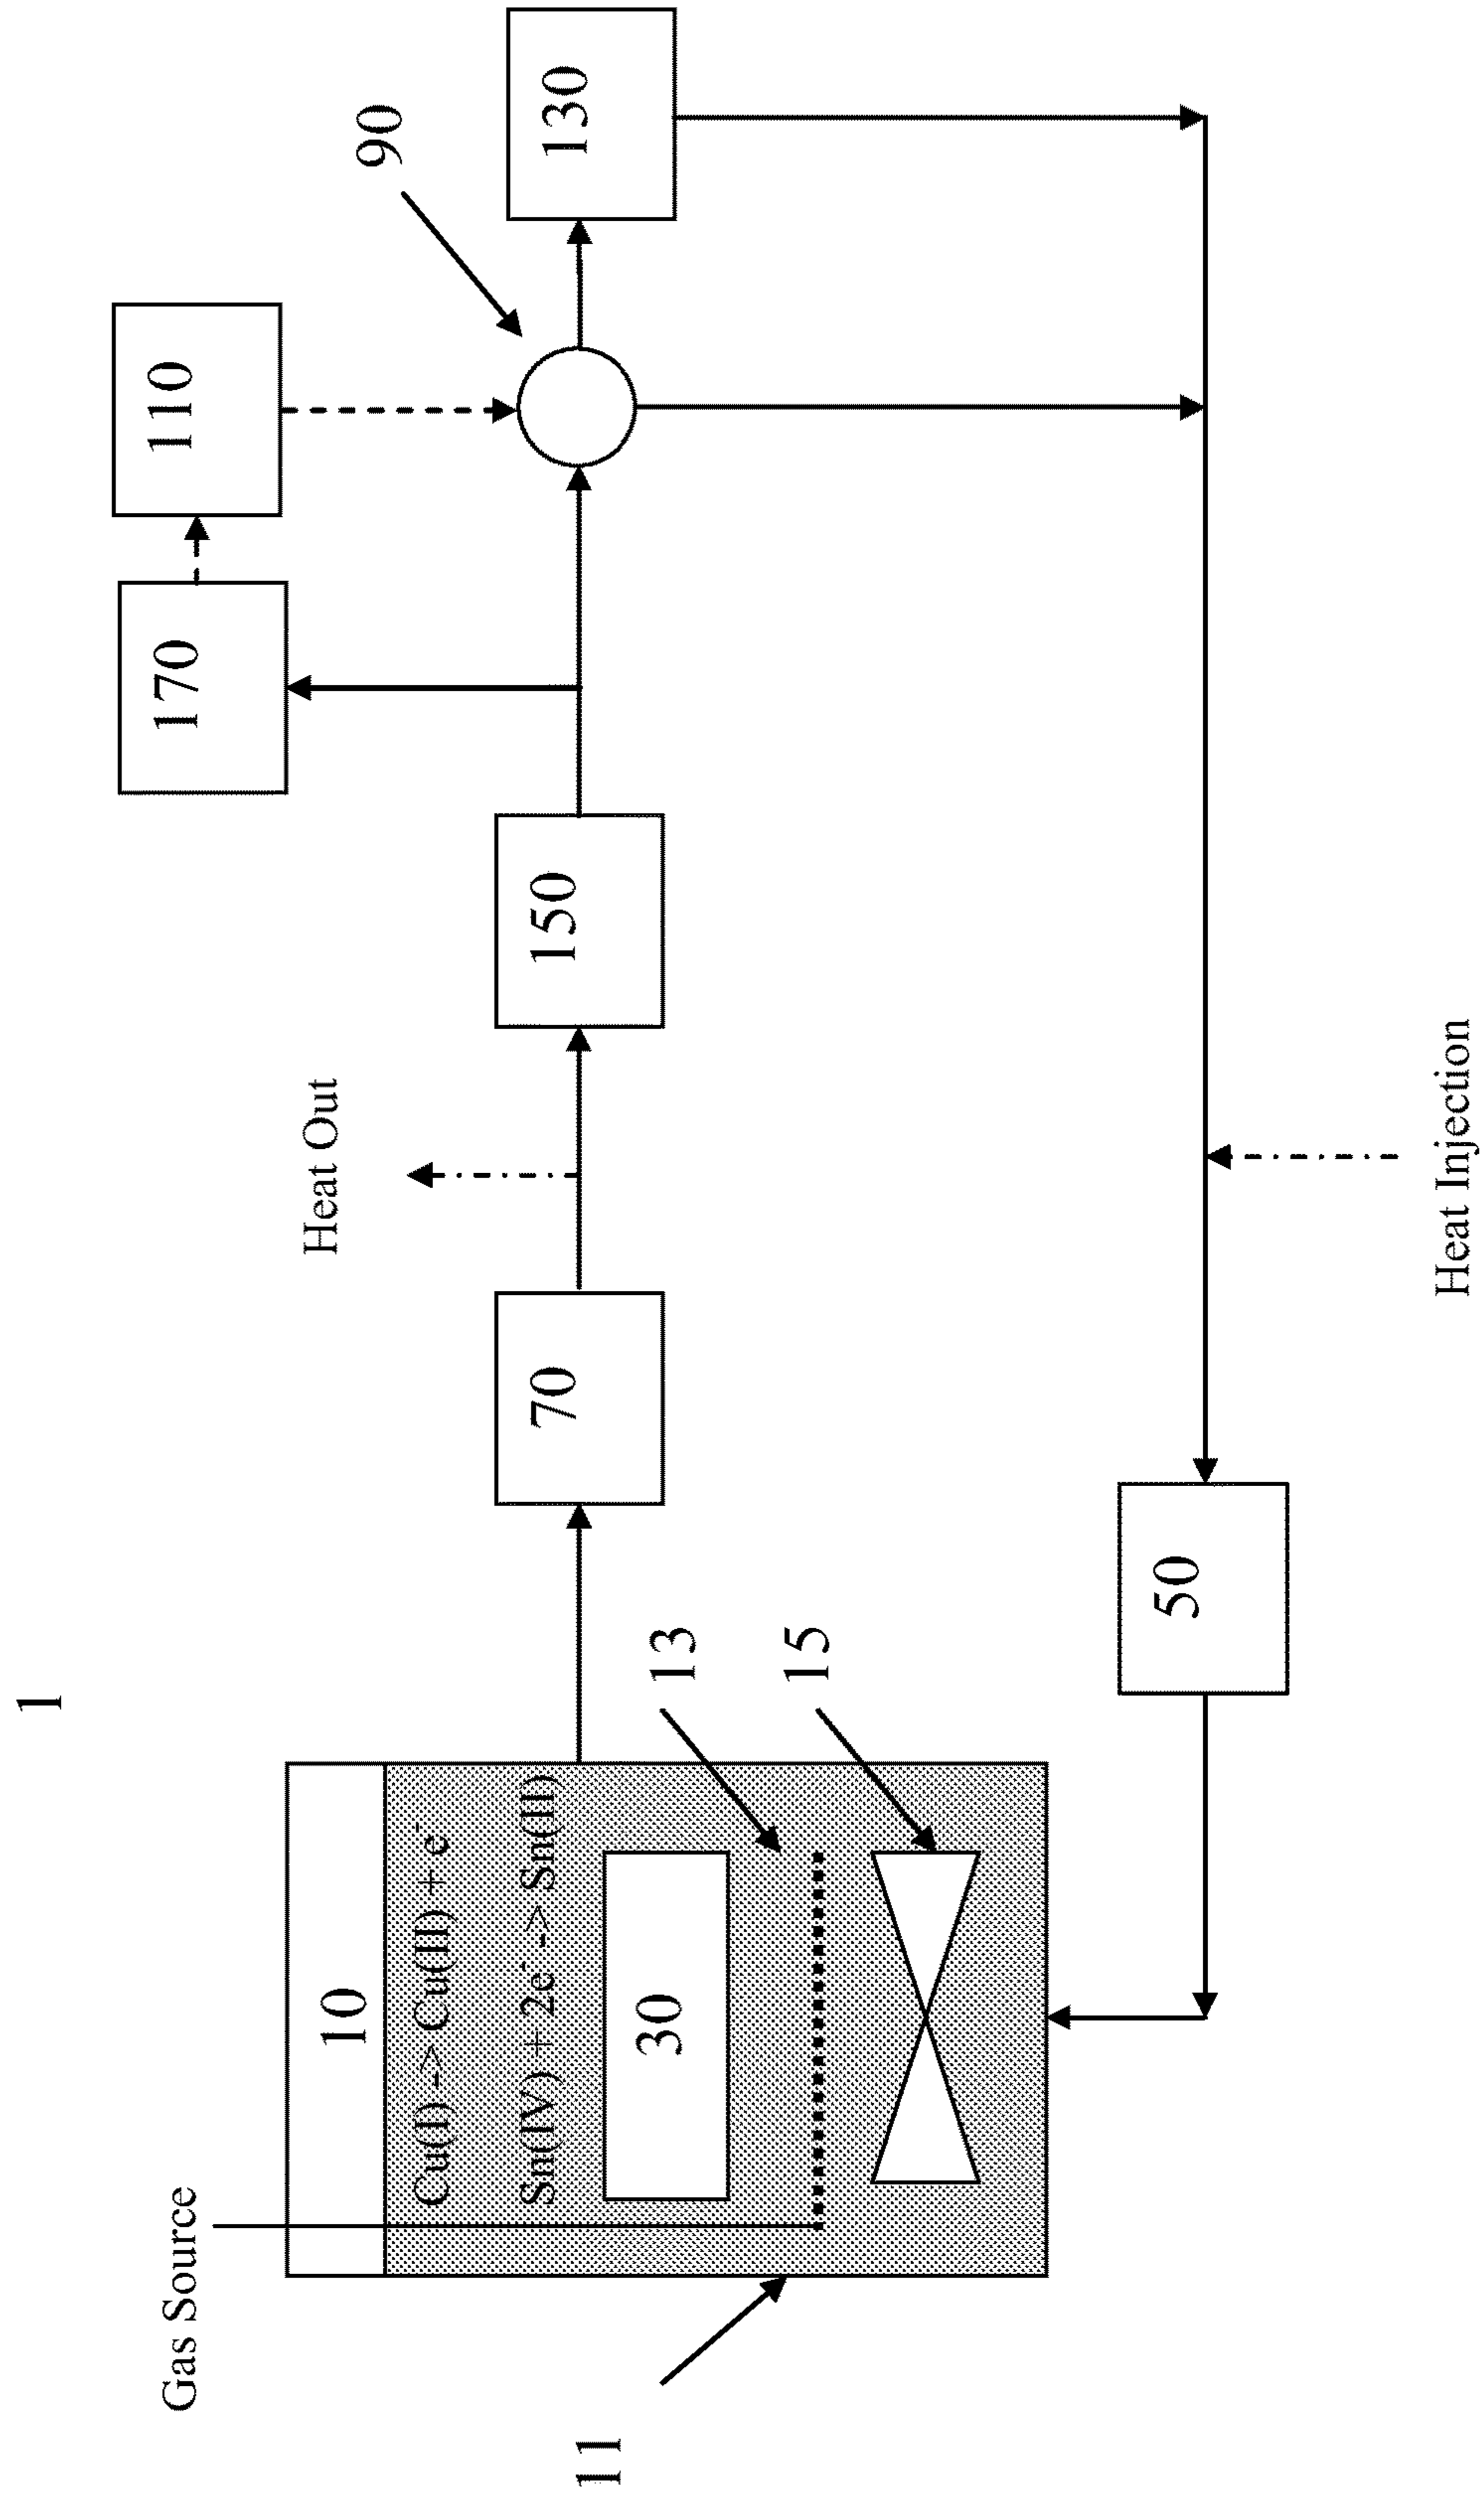 1
Gas Source
10
Cu(I) -> Cu(II) + e-
Sn(IV) + 2e- -> Sn(II)
30
11
13
15
70
Heat Out
150
170
110
90
130
50
Heat Injection